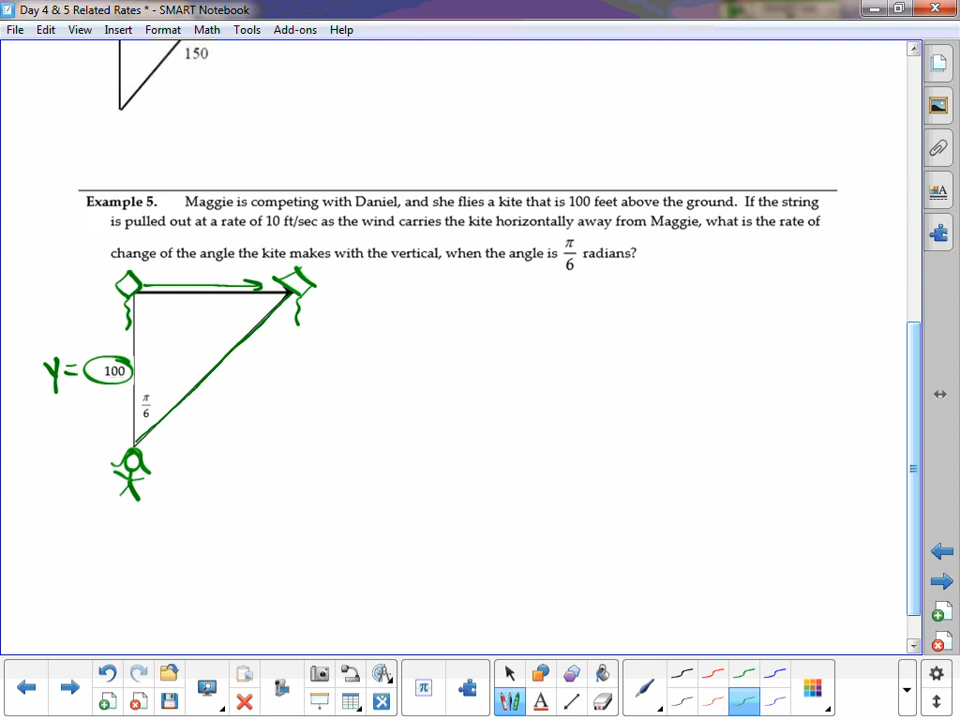 Day 4 & 5 Related Rates * - SMART Notebook
File Edit View Insert Format Math Tools Add-ons Help
150
Example 5. Maggie is competing with Daniel, and she flies a kite that is 100 feet above the ground. If the string
is pulled out at a rate of 10 ft/sec as the wind carries the kite horizontally away from Maggie, what is the rate of
change of the angle the kite makes with the vertical, when the angle is π/6 radians?
y = 100
π/6
π
A